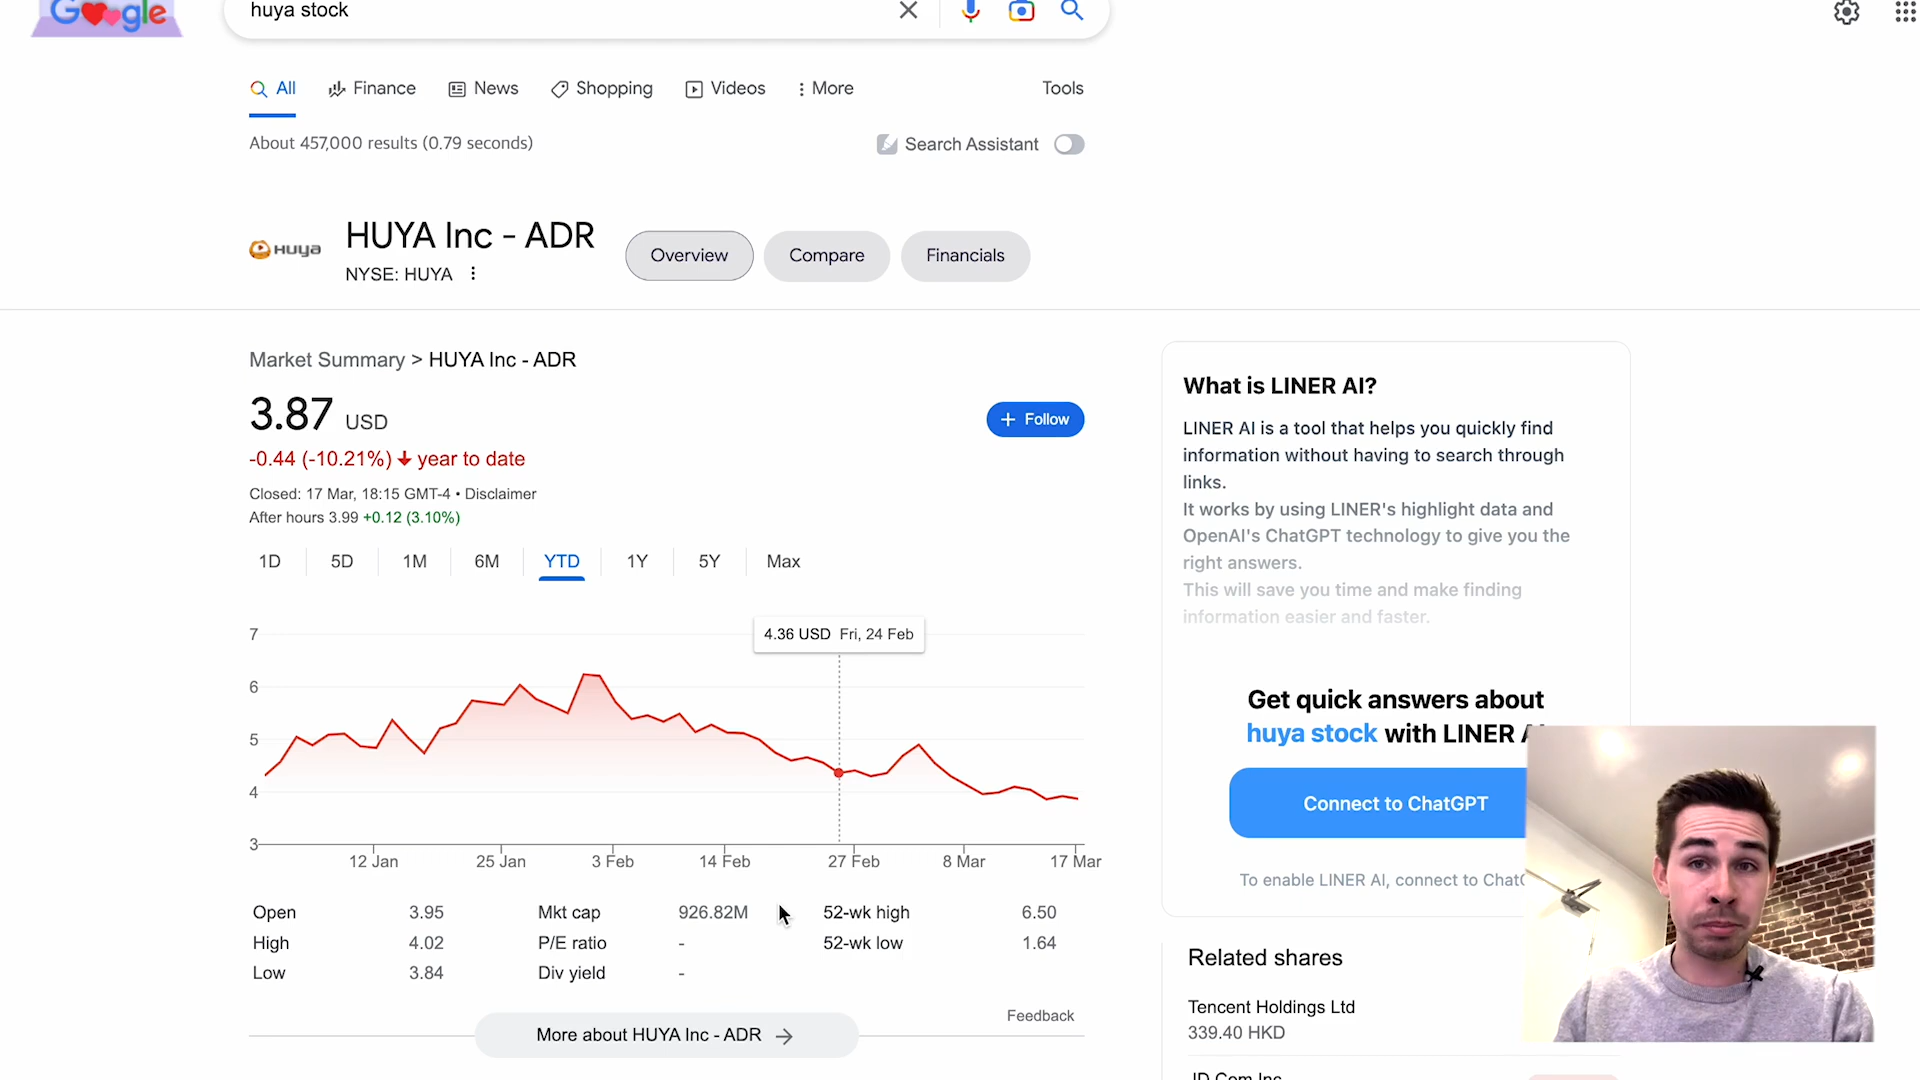 Google
huya stock
All
Finance
News
Shopping
Videos
More
Tools
About 457,000 results (0.79 seconds)
Search Assistant
HUYA
HUYA Inc - ADR
NYSE: HUYA
Overview
Compare
Financials
Market Summary > HUYA Inc - ADR
3.87 USD
-0.44 (-10.21%) year to date
Closed: 17 Mar, 18:15 GMT-4 • Disclaimer
After hours 3.99 +0.12 (3.10%)
+ Follow
1D
5D
1M
6M
YTD
1Y
5Y
Max
4.36 USD Fri, 24 Feb
7
6
5
4
3
12 Jan
25 Jan
3 Feb
14 Feb
27 Feb
8 Mar
17 Mar
Open 3.95
High 4.02
Low 3.84
Mkt cap 926.82M
P/E ratio -
Div yield -
52-wk high 6.50
52-wk low 1.64
Feedback
More about HUYA Inc - ADR
What is LINER AI?
LINER AI is a tool that helps you quickly find
information without having to search through
links.
It works by using LINER's highlight data and
OpenAI's ChatGPT technology to give you the
right answers.
This will save you time and make finding
information easier and faster.
Get quick answers about
huya stock with LINER
Connect to ChatGPT
To enable LINER AI, connect to
Related shares
Tencent Holdings Ltd
339.40 HKD
JD.Com Inc